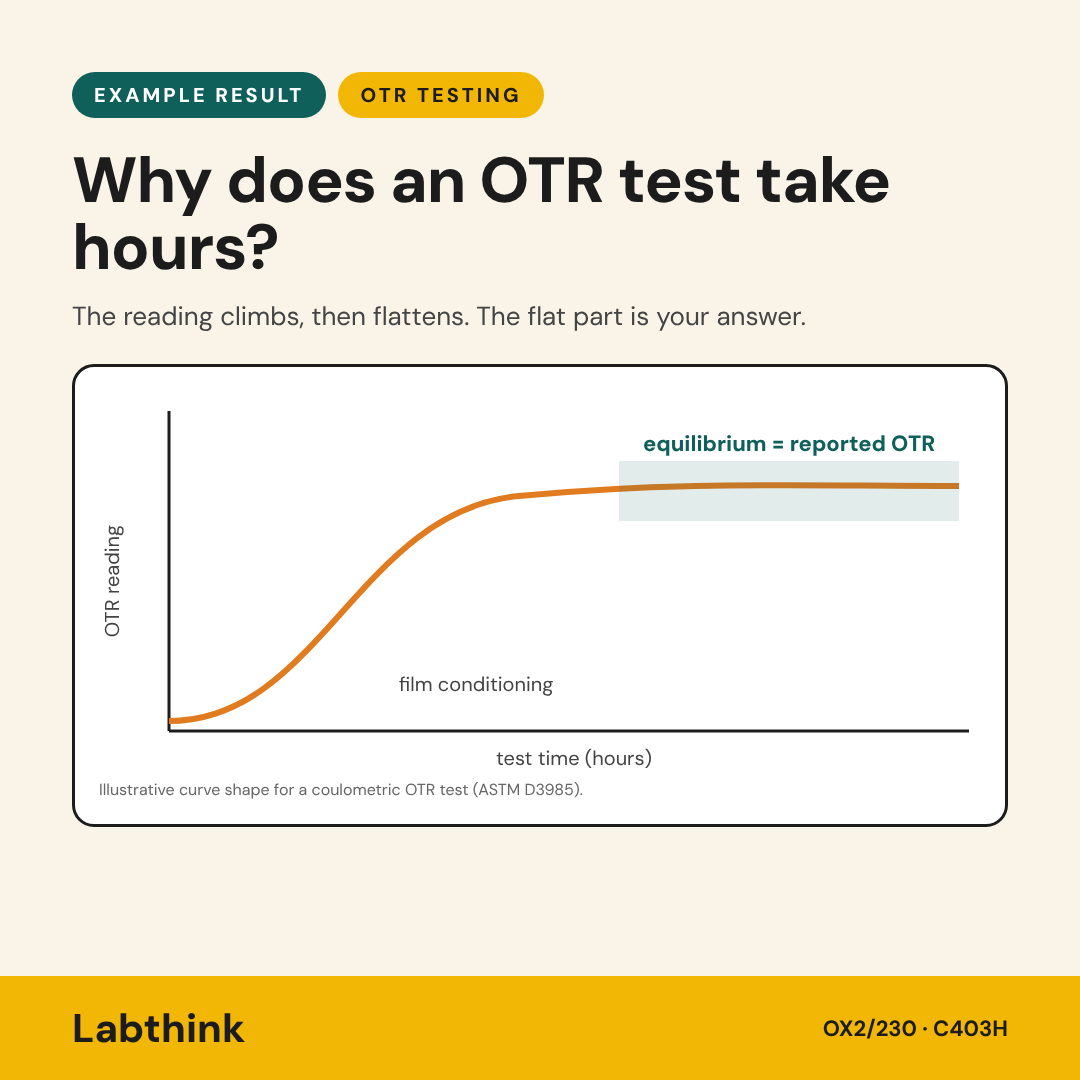 EXAMPLE RESULT
OTR TESTING
Why does an OTR test take
hours?
The reading climbs, then flattens. The flat part is your answer.
equilibrium = reported OTR
OTR reading
film conditioning
test time (hours)
Illustrative curve shape for a coulometric OTR test (ASTM D3985).
Labthink
OX2/230 · C403H